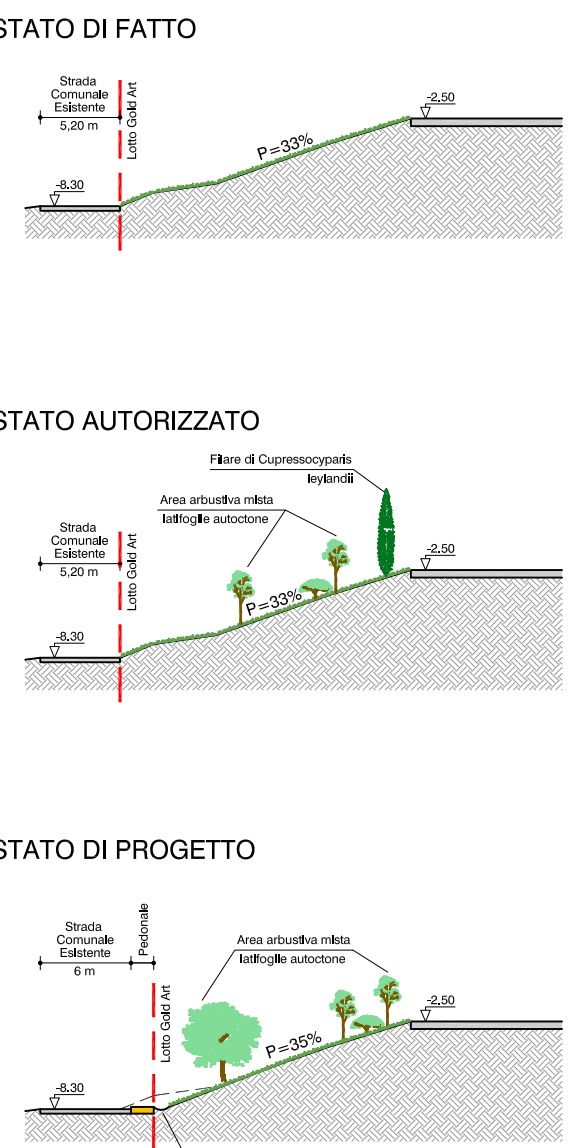 STATO DI FATTO
Strada
Comunale
Esistente
5,20 m
Lotto Gold Art
-8.30
P=33%
-2.50
STATO AUTORIZZATO
Filare di Cupressocyparis
leylandii
Area arbustiva mista
latifoglie autoctone
Strada
Comunale
Esistente
5,20 m
Lotto Gold Art
-8.30
P=33%
-2.50
STATO DI PROGETTO
Strada
Comunale
Esistente
6 m
Pedonale
Lotto Gold Art
Area arbustiva mista
latifoglie autoctone
-8.30
P=35%
-2.50